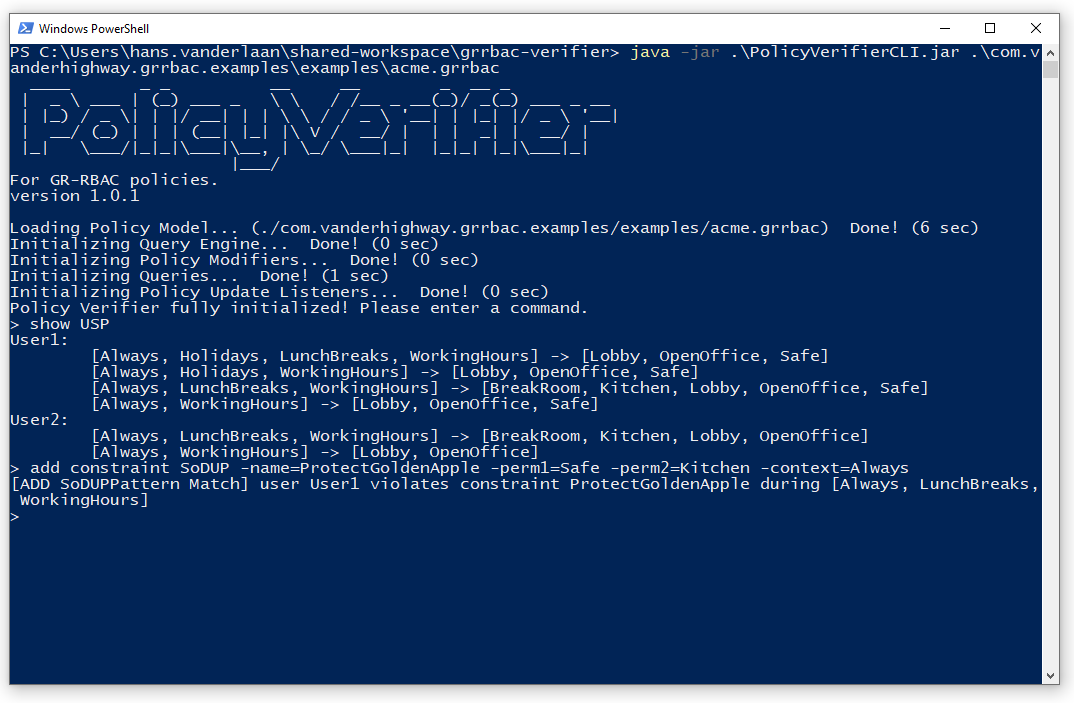 Windows PowerShell
PS C:\Users\hans.vanderlaan\shared-workspace\grrbac-verifier> java -jar .\PolicyVerifierCLI.jar .\com.v
anderhighway.grrbac.examples\examples\acme.grrbac
PolicyVerifier
For GR-RBAC policies.
version 1.0.1
Loading Policy Model... (./com.vanderhighway.grrbac.examples/examples/acme.grrbac)  Done! (6 sec)
Initializing Query Engine...  Done! (0 sec)
Initializing Policy Modifiers...  Done! (0 sec)
Initializing Queries...  Done! (1 sec)
Initializing Policy Update Listeners...  Done! (0 sec)
Policy Verifier fully initialized! Please enter a command.
> show USP
User1:
[Always, Holidays, LunchBreaks, WorkingHours] -> [Lobby, OpenOffice, Safe]
[Always, Holidays, WorkingHours] -> [Lobby, OpenOffice, Safe]
[Always, LunchBreaks, WorkingHours] -> [BreakRoom, Kitchen, Lobby, OpenOffice, Safe]
[Always, WorkingHours] -> [Lobby, OpenOffice, Safe]
User2:
[Always, LunchBreaks, WorkingHours] -> [BreakRoom, Kitchen, Lobby, OpenOffice]
[Always, WorkingHours] -> [Lobby, OpenOffice]
> add constraint SoDUP -name=ProtectGoldenApple -perm1=Safe -perm2=Kitchen -context=Always
[ADD SoDUPPattern Match] user User1 violates constraint ProtectGoldenApple during [Always, LunchBreaks,
WorkingHours]
>